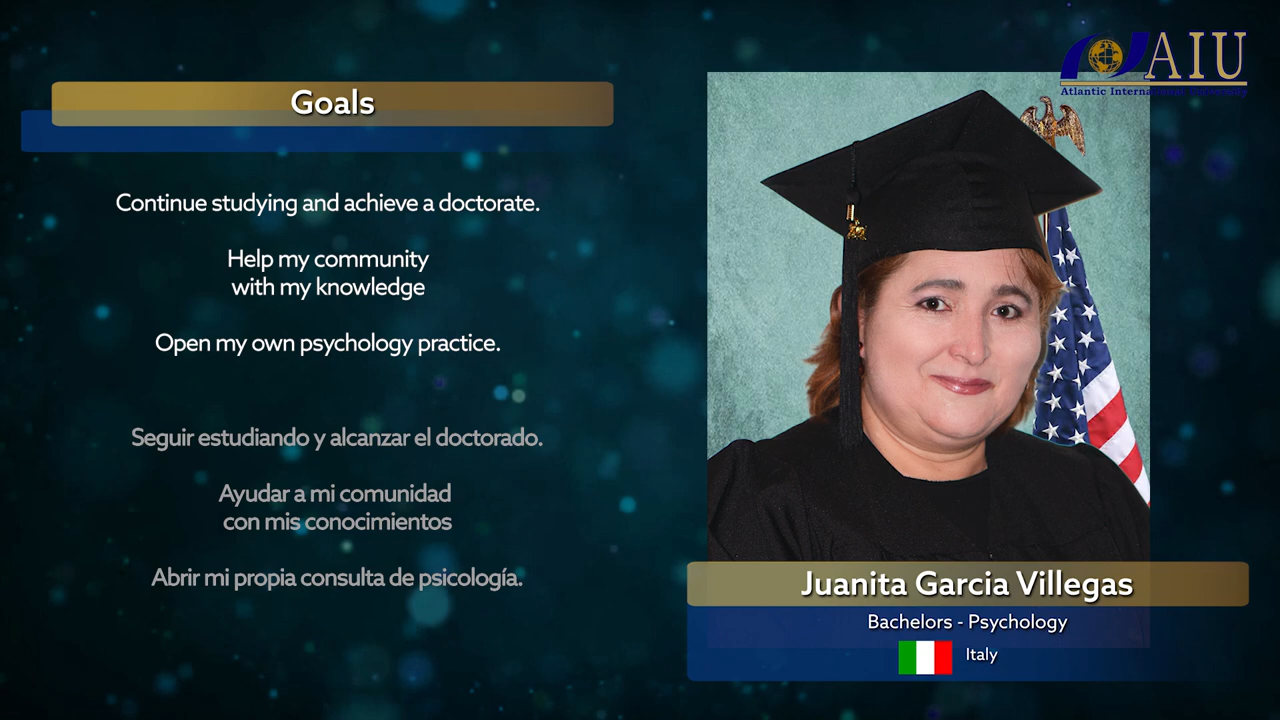 AIU
Atlantic International University
Goals
Continue studying and achieve a doctorate.
Help my community
with my knowledge
Open my own psychology practice.
Seguir estudiando y alcanzar el doctorado.
Ayudar a mi comunidad
con mis conocimientos
Abrir mi propia consulta de psicología.
Juanita Garcia Villegas
Bachelors - Psychology
Italy